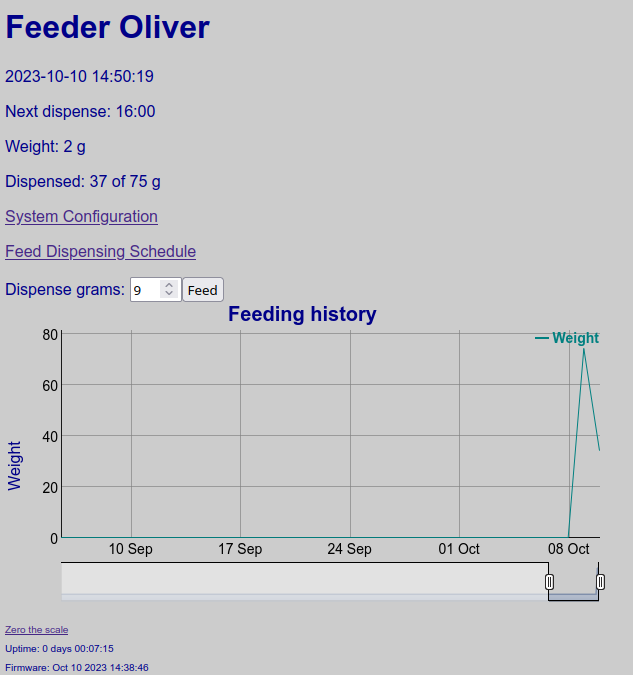 Feeder Oliver
2023-10-10 14:50:19
Next dispense: 16:00
Weight: 2 g
Dispensed: 37 of 75 g
System Configuration
Feed Dispensing Schedule
Dispense grams: 9 Feed
Feeding history
Weight
80
60
40
20
0
Weight
10 Sep 17 Sep 24 Sep 01 Oct 08 Oct
Zero the scale
Uptime: 0 days 00:07:15
Firmware: Oct 10 2023 14:38:46